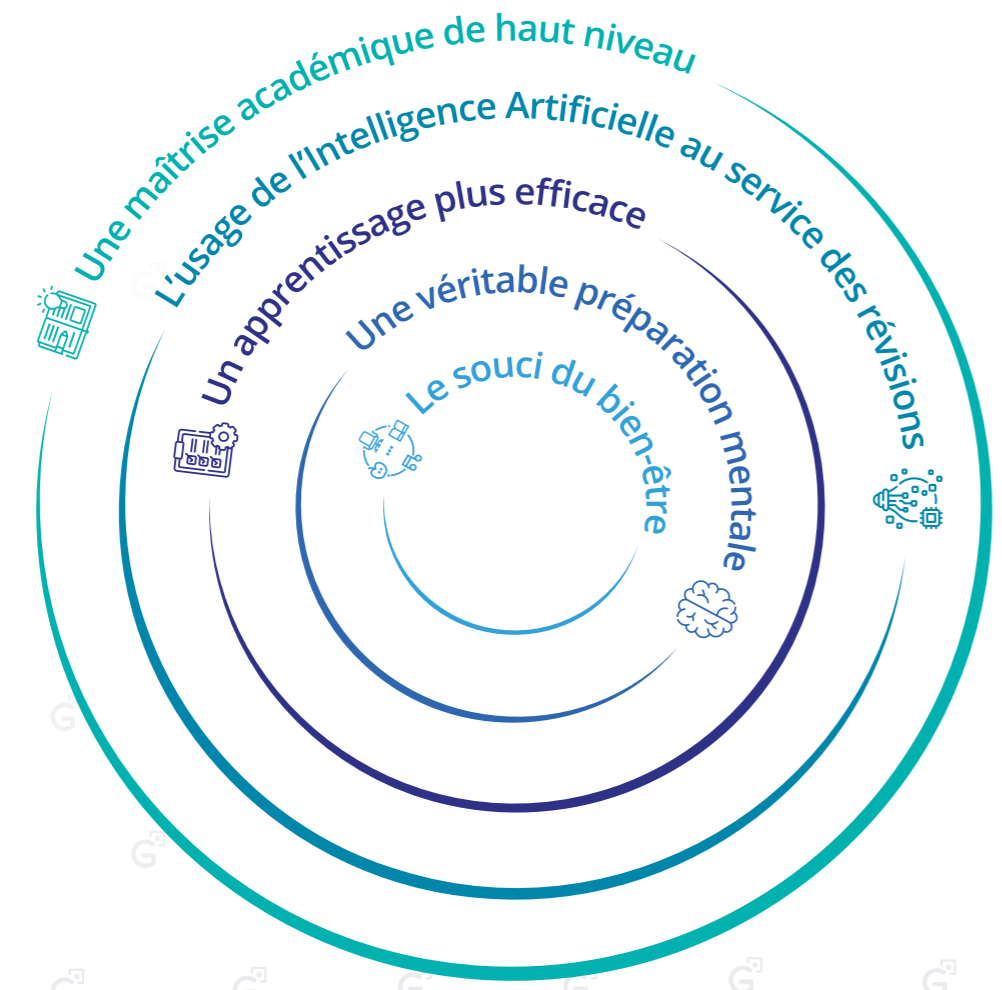 Une maîtrise académique de haut niveau
L'usage de l'Intelligence Artificielle au service des révisions
Un apprentissage plus efficace
Une véritable préparation mentale
Le souci du bien-être